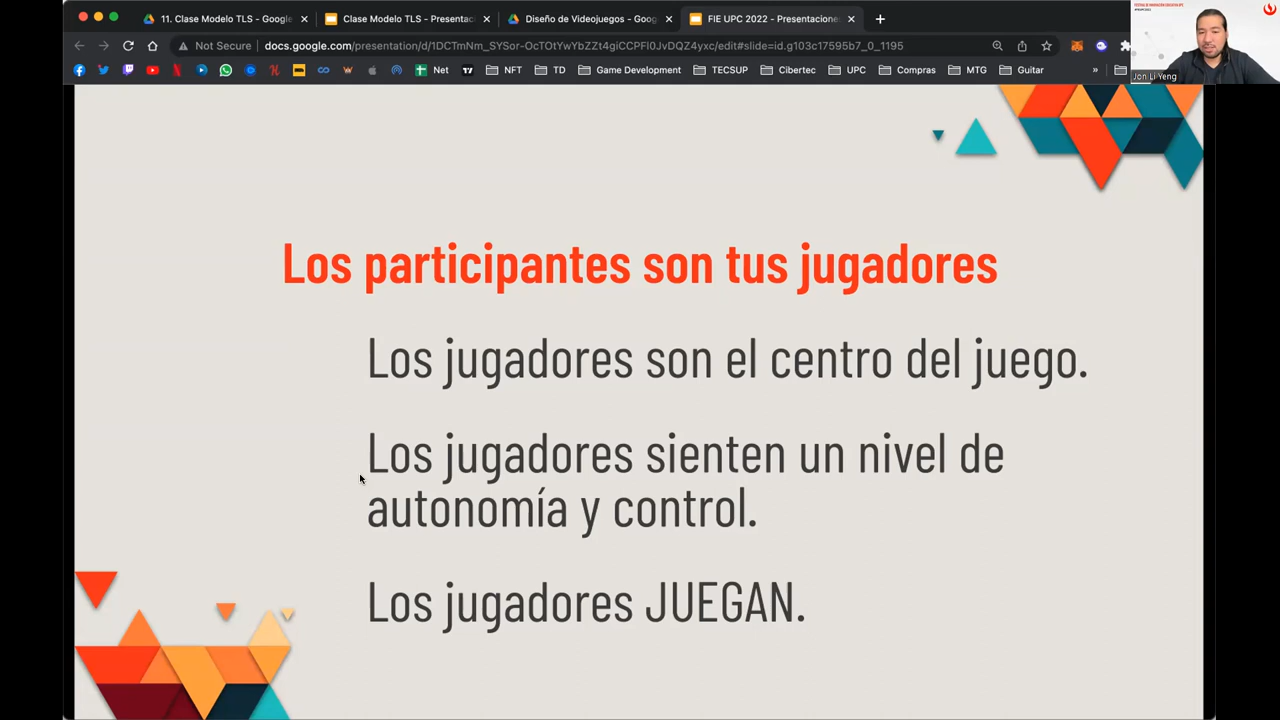 11. Clase Modelo TLS - Google
Clase Modelo TLS - Presentac
Diseño de Videojuegos - Goog
FIE UPC 2022 - Presentacione
Not Secure
docs.google.com/presentation/d/1DCTmNm_SYSor-OcTOtYwYbZZt4giCCPFl0JvDQZ4yxc/edit#slide=id.g103c17595b7_0_1195
Net
NFT
TD
Game Development
TECSUP
Cibertec
UPC
Compras
MTG
Guitar
»
Jon Li Yeng
Los participantes son tus jugadores
Los jugadores son el centro del juego.
Los jugadores sienten un nivel de
autonomía y control.
Los jugadores JUEGAN.